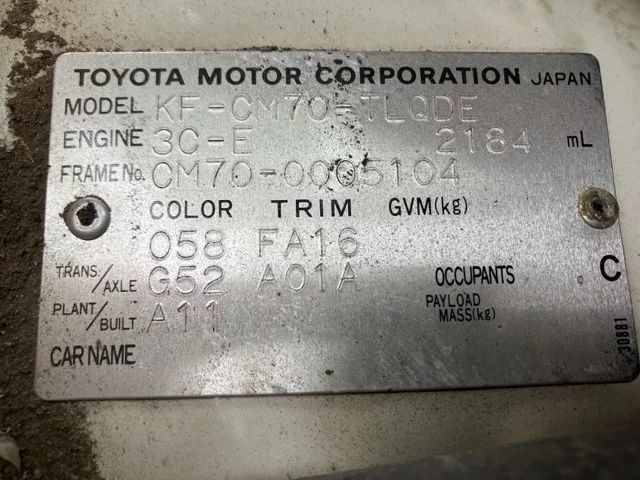 TOYOTA MOTOR CORPORATION JAPAN
MODEL KF-CM70-TLQDE
ENGINE 3C-E 2184 mL
FRAME No. CM70-0005104
COLOR TRIM GVM(kg)
058 FA16
TRANS./AXLE G52 A01A OCCUPANTS C
PLANT/BUILT A11 PAYLOAD MASS(kg)
CAR NAME
30881